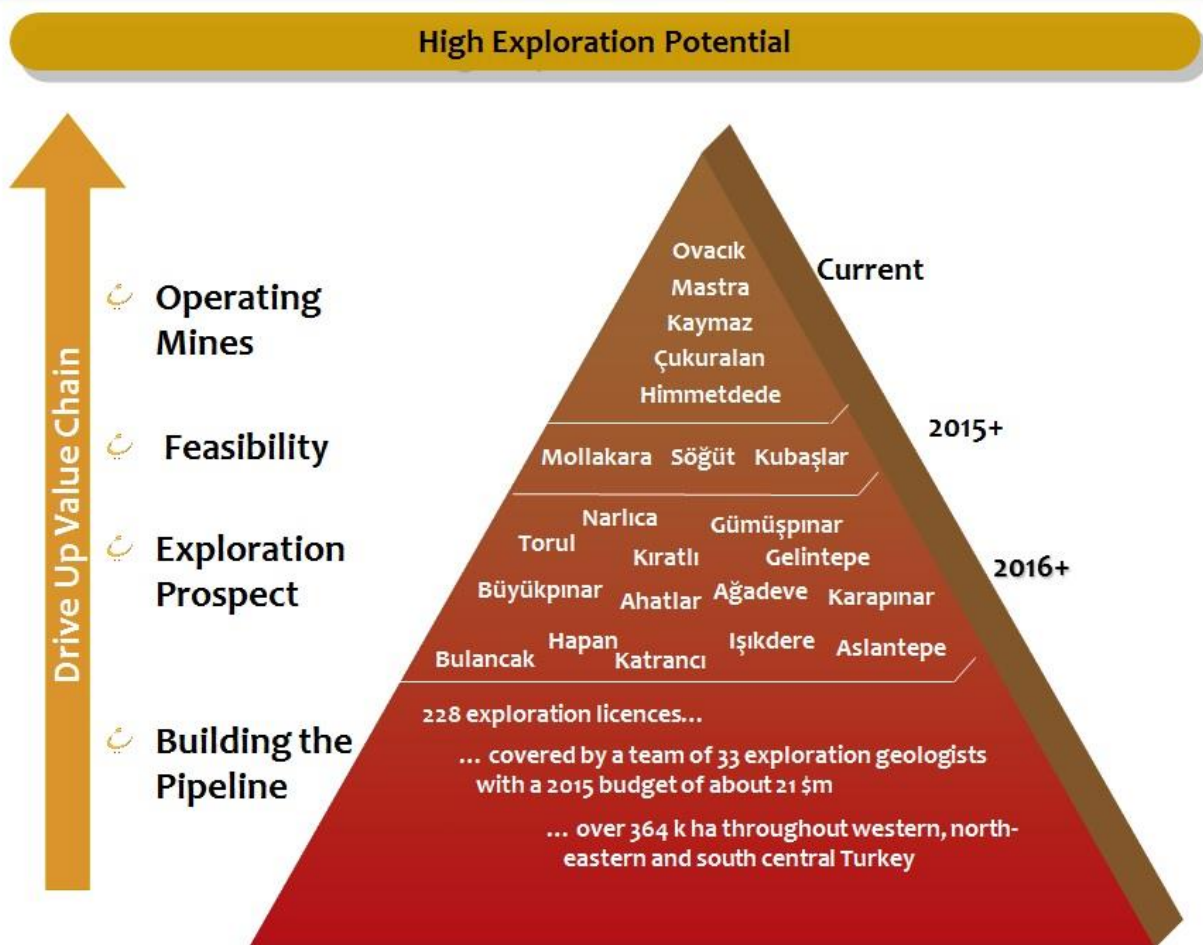 High Exploration Potential
Drive Up Value Chain
Operating
Mines
Feasibility
Exploration
Prospect
Building the
Pipeline
Ovacık
Mastra
Kaymaz
Çukuralan
Himmetdede
Current
Mollakara Söğüt Kubaşlar
2015+
Narlıca Gümüşpınar
Torul Kıratlı Gelintepe
2016+
Büyükpınar Ahatlar Ağadeve Karapınar
Bulancak Hapan Katrancı Işıkdere Aslantepe
228 exploration licences…
… covered by a team of 33 exploration geologists
with a 2015 budget of about 21 $m
… over 364 k ha throughout western, north-
eastern and south central Turkey